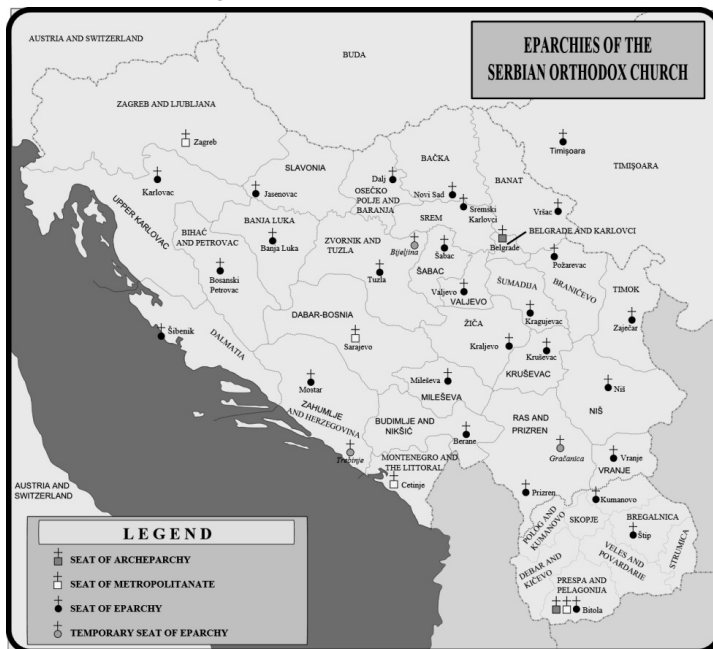 EPARCHIES OF THE
SERBIAN ORTHODOX CHURCH
AUSTRIA AND SWITZERLAND
BUDA
ZAGREB AND LJUBLJANA
Zagreb
Karlovac
SLAVONIA
Jasenovac
OSEČKO
POLJE AND
BARANJA
Dalj
BAČKA
Novi Sad
BANAT
Timişoara
TIMIŞOARA
Vršac
SREM
Sremski
Karlovci
BELGRADE AND KARLOVCI
Belgrade
UPPER KARLOVAC
BIHAĆ
AND PETROVAC
Bosanski
Petrovac
BANJA LUKA
Banja Luka
ZVORNIK AND
TUZLA
Bijeljina
Tuzla
Šabac
ŠABAC
Valjevo
VALJEVO
ŠUMADIJA
Kragujevac
Požarevac
BRANIČEVO
TIMOK
Zaječar
DABAR-BOSNIA
Sarajevo
ŽIČA
Kraljevo
Kruševac
KRUŠEVAC
Šibenik
DALMATIA
Mostar
ZAHUMLJE
AND HERZEGOVINA
Trebinje
Mileševa
MILEŠEVA
Niš
NIŠ
BUDIMLJE AND
NIKŠIĆ
Berane
RAS AND
PRIZREN
Gračanica
Prizren
Vranje
VRANJE
MONTENEGRO AND
THE LITTORAL
Cetinje
Kumanovo
POLOG AND
KUMANOVO
SKOPJE
BREGALNICA
Štip
STRUMICA
VELES AND
POVARDARIE
DEBAR AND
KIČEVO
PRESPA AND
PELAGONIJA
Bitola
AUSTRIA AND
SWITZERLAND
LEGEND
SEAT OF ARCHEPARCHY
SEAT OF METROPOLITANATE
SEAT OF EPARCHY
TEMPORARY SEAT OF EPARCHY